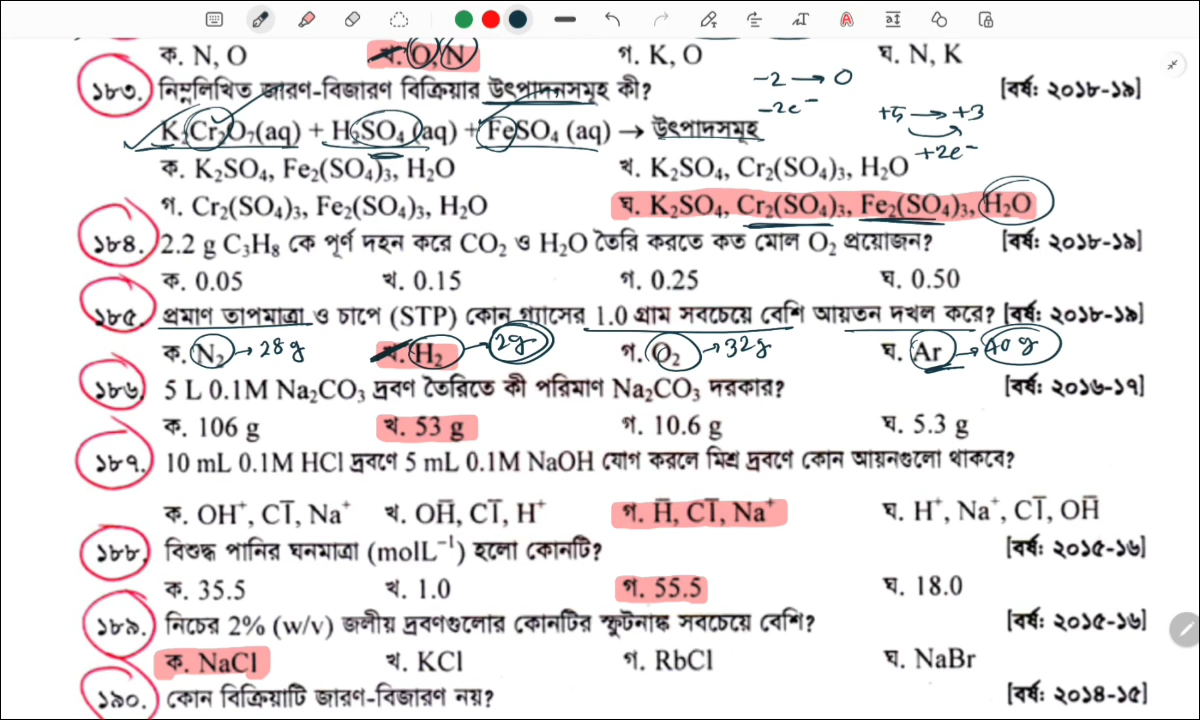 ক. N, O খ. O, N গ. K, O ঘ. N, K
১৮৩. নিম্নলিখিত জারণ-বিজারণ বিক্রিয়ার উৎপাদনসমূহ কী? [বর্ষঃ ২০১৮-১৯]
-2 → 0
-2e⁻
+5 → +3
+2e⁻
K₂Cr₂O₇(aq) + H₂SO₄ (aq) + FeSO₄ (aq) → উৎপাদসমূহ
ক. K₂SO₄, Fe₂(SO₄)₃, H₂O খ. K₂SO₄, Cr₂(SO₄)₃, H₂O
গ. Cr₂(SO₄)₃, Fe₂(SO₄)₃, H₂O ঘ. K₂SO₄, Cr₂(SO₄)₃, Fe₂(SO₄)₃, H₂O
১৮৪. 2.2 g C₃H₈ কে পূর্ণ দহন করে CO₂ ও H₂O তৈরি করতে কত মোল O₂ প্রয়োজন? [বর্ষঃ ২০১৮-১৯]
ক. 0.05 খ. 0.15 গ. 0.25 ঘ. 0.50
১৮৫. প্রমাণ তাপমাত্রা ও চাপে (STP) কোন গ্যাসের 1.0 গ্রাম সবচেয়ে বেশি আয়তন দখল করে? [বর্ষঃ ২০১৮-১৯]
ক. N₂ → 28 g খ. H₂ → 2g গ. O₂ → 32g ঘ. Ar → 40 g
১৮৬. 5 L 0.1M Na₂CO₃ দ্রবণ তৈরিতে কী পরিমাণ Na₂CO₃ দরকার? [বর্ষঃ ২০১৬-১৭]
ক. 106 g খ. 53 g গ. 10.6 g ঘ. 5.3 g
১৮৭. 10 mL 0.1M HCl দ্রবণে 5 mL 0.1M NaOH যোগ করলে মিশ্র দ্রবণে কোন আয়নগুলো থাকবে?
ক. OH⁺, Cl̅, Na⁺ খ. OH̅, Cl̅, H⁺ গ. H̅, Cl̅, Na⁺ ঘ. H⁺, Na⁺, Cl̅, OH̅
১৮৮. বিশুদ্ধ পানির ঘনমাত্রা (molL⁻¹) হলো কোনটি? [বর্ষঃ ২০১৫-১৬]
ক. 35.5 খ. 1.0 গ. 55.5 ঘ. 18.0
১৮৯. নিচের 2% (w/v) জলীয় দ্রবণগুলোর কোনটির স্ফুটনাঙ্ক সবচেয়ে বেশি? [বর্ষঃ ২০১৫-১৬]
ক. NaCl খ. KCl গ. RbCl ঘ. NaBr
১৯০. কোন বিক্রিয়াটি জারণ-বিজারণ নয়? [বর্ষঃ ২০১৪-১৫]